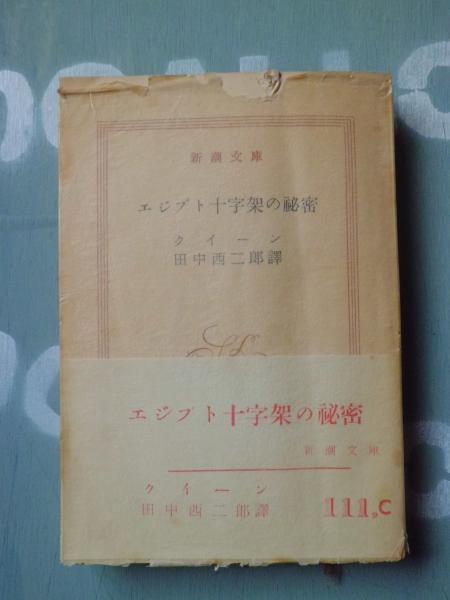 新潮文庫
エジプト十字架の祕密
クイーン
田中西二郎譯
エジプト十字架の祕密
新潮文庫
クイーン
田中西二郎譯
111,C